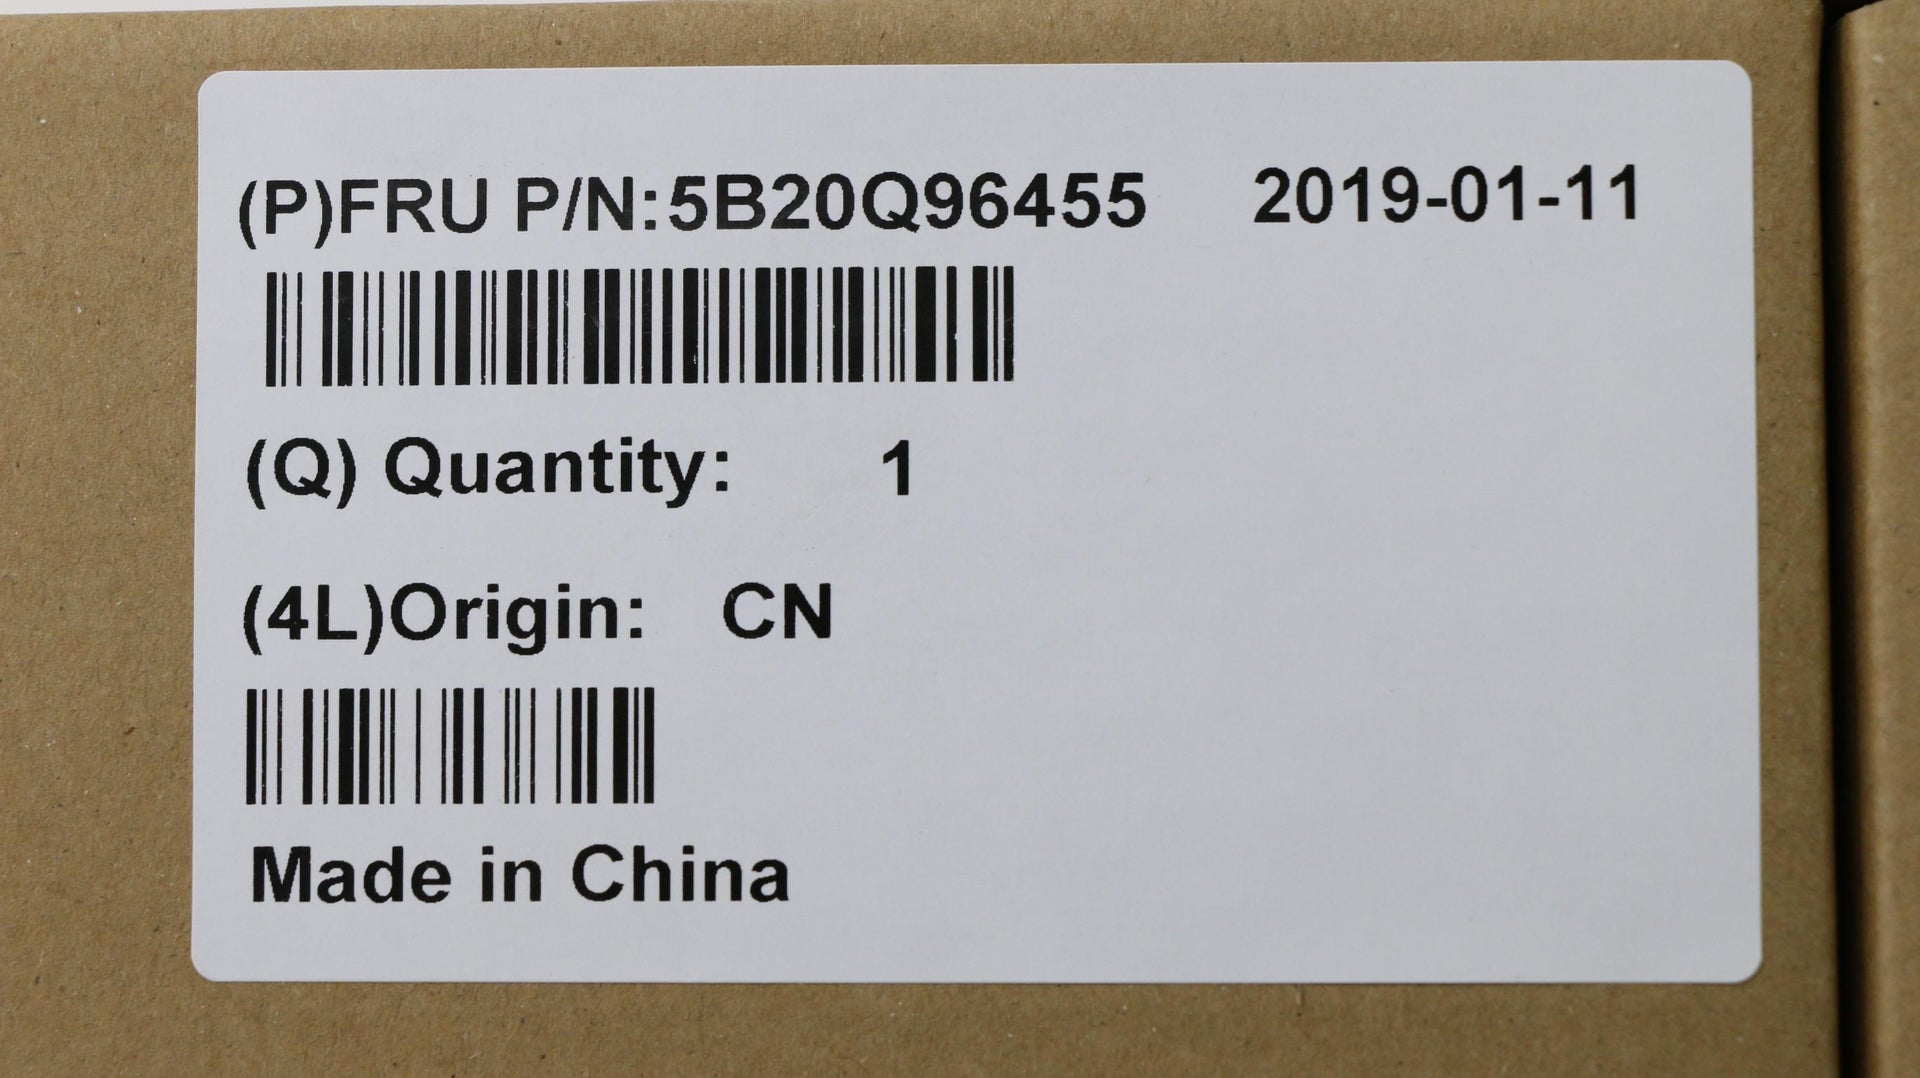 (P)FRU P/N:5B20Q96455 2019-01-11
(Q) Quantity: 1
(4L)Origin: CN
Made in China